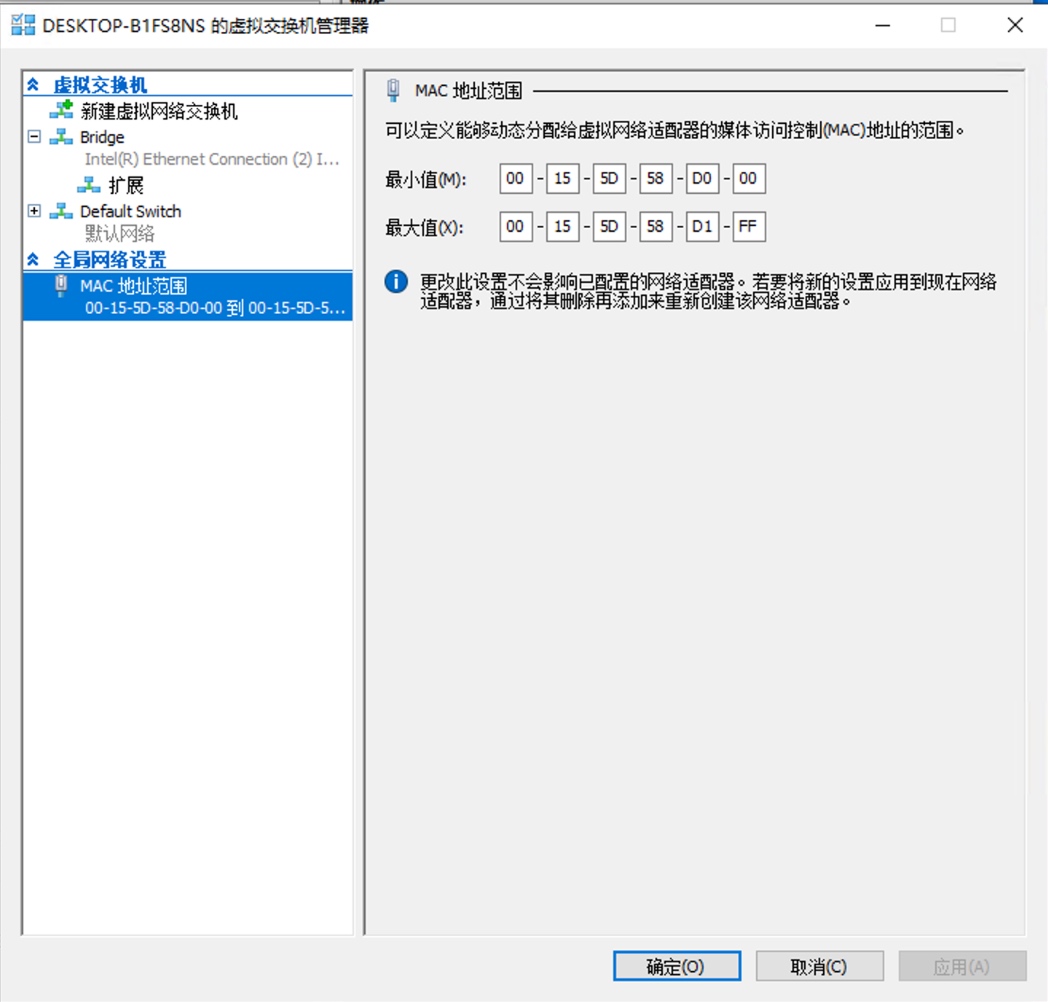 DESKTOP-B1FS8NS 的虚拟交换机管理器
虚拟交换机
新建虚拟网络交换机
Bridge
Intel(R) Ethernet Connection (2) I...
扩展
Default Switch
默认网络
全局网络设置
MAC 地址范围
00-15-5D-58-D0-00 到 00-15-5D-5...
MAC 地址范围
可以定义能够动态分配给虚拟网络适配器的媒体访问控制(MAC)地址的范围。
最小值(M): 00 - 15 - 5D - 58 - D0 - 00
最大值(X): 00 - 15 - 5D - 58 - D1 - FF
更改此设置不会影响已配置的网络适配器。若要将新的设置应用到现在网络
适配器，通过将其删除再添加来重新创建该网络适配器。
确定(O) 取消(C) 应用(A)